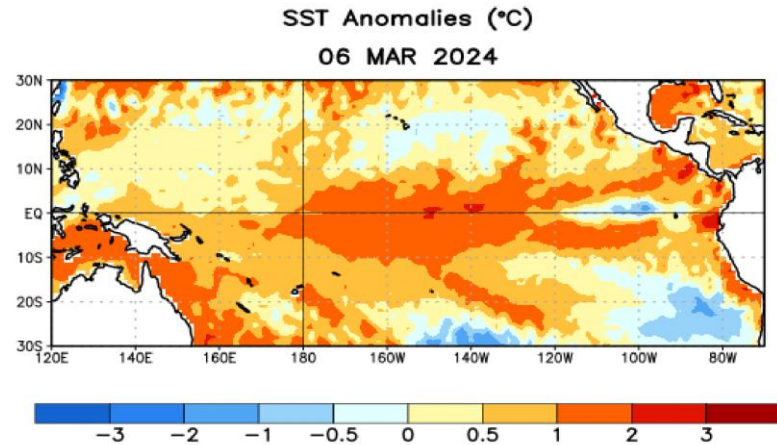 SST Anomalies (°C)
06 MAR 2024
30N
20N
10N
EQ
10S
20S
30S
120E 140E 160E 180 160W 140W 120W 100W 80W
-3 -2 -1 -0.5 0 0.5 1 2 3